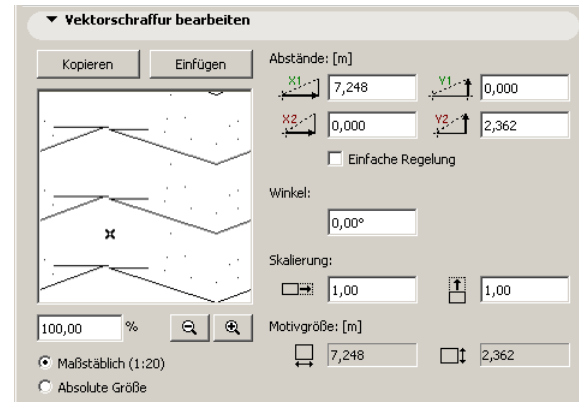 Vektorschraffur bearbeiten
Kopieren Einfügen
Abstände: [m]
X1 7,248 Y1 0,000
X2 0,000 Y2 2,362
Einfache Regelung
Winkel:
0,00°
Skalierung:
1,00 1,00
100,00 %
Motivgröße: [m]
7,248 2,362
Maßstäblich (1:20)
Absolute Größe